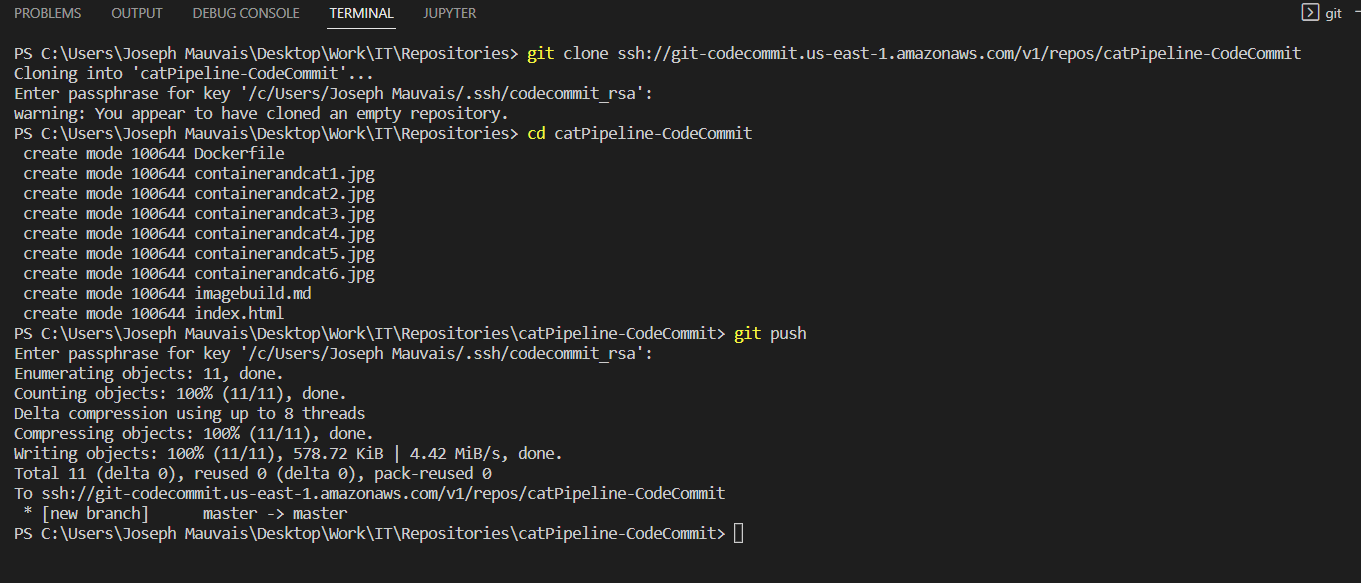 PROBLEMS OUTPUT DEBUG CONSOLE TERMINAL JUPYTER git
PS C:\Users\Joseph Mauvais\Desktop\Work\IT\Repositories> git clone ssh://git-codecommit.us-east-1.amazonaws.com/v1/repos/catPipeline-CodeCommit
Cloning into 'catPipeline-CodeCommit'...
Enter passphrase for key '/c/Users/Joseph Mauvais/.ssh/codecommit_rsa':
warning: You appear to have cloned an empty repository.
PS C:\Users\Joseph Mauvais\Desktop\Work\IT\Repositories> cd catPipeline-CodeCommit
 create mode 100644 Dockerfile
 create mode 100644 containerandcat1.jpg
 create mode 100644 containerandcat2.jpg
 create mode 100644 containerandcat3.jpg
 create mode 100644 containerandcat4.jpg
 create mode 100644 containerandcat5.jpg
 create mode 100644 containerandcat6.jpg
 create mode 100644 imagebuild.md
 create mode 100644 index.html
PS C:\Users\Joseph Mauvais\Desktop\Work\IT\Repositories\catPipeline-CodeCommit> git push
Enter passphrase for key '/c/Users/Joseph Mauvais/.ssh/codecommit_rsa':
Enumerating objects: 11, done.
Counting objects: 100% (11/11), done.
Delta compression using up to 8 threads
Compressing objects: 100% (11/11), done.
Writing objects: 100% (11/11), 578.72 KiB | 4.42 MiB/s, done.
Total 11 (delta 0), reused 0 (delta 0), pack-reused 0
To ssh://git-codecommit.us-east-1.amazonaws.com/v1/repos/catPipeline-CodeCommit
 * [new branch]      master -> master
PS C:\Users\Joseph Mauvais\Desktop\Work\IT\Repositories\catPipeline-CodeCommit>